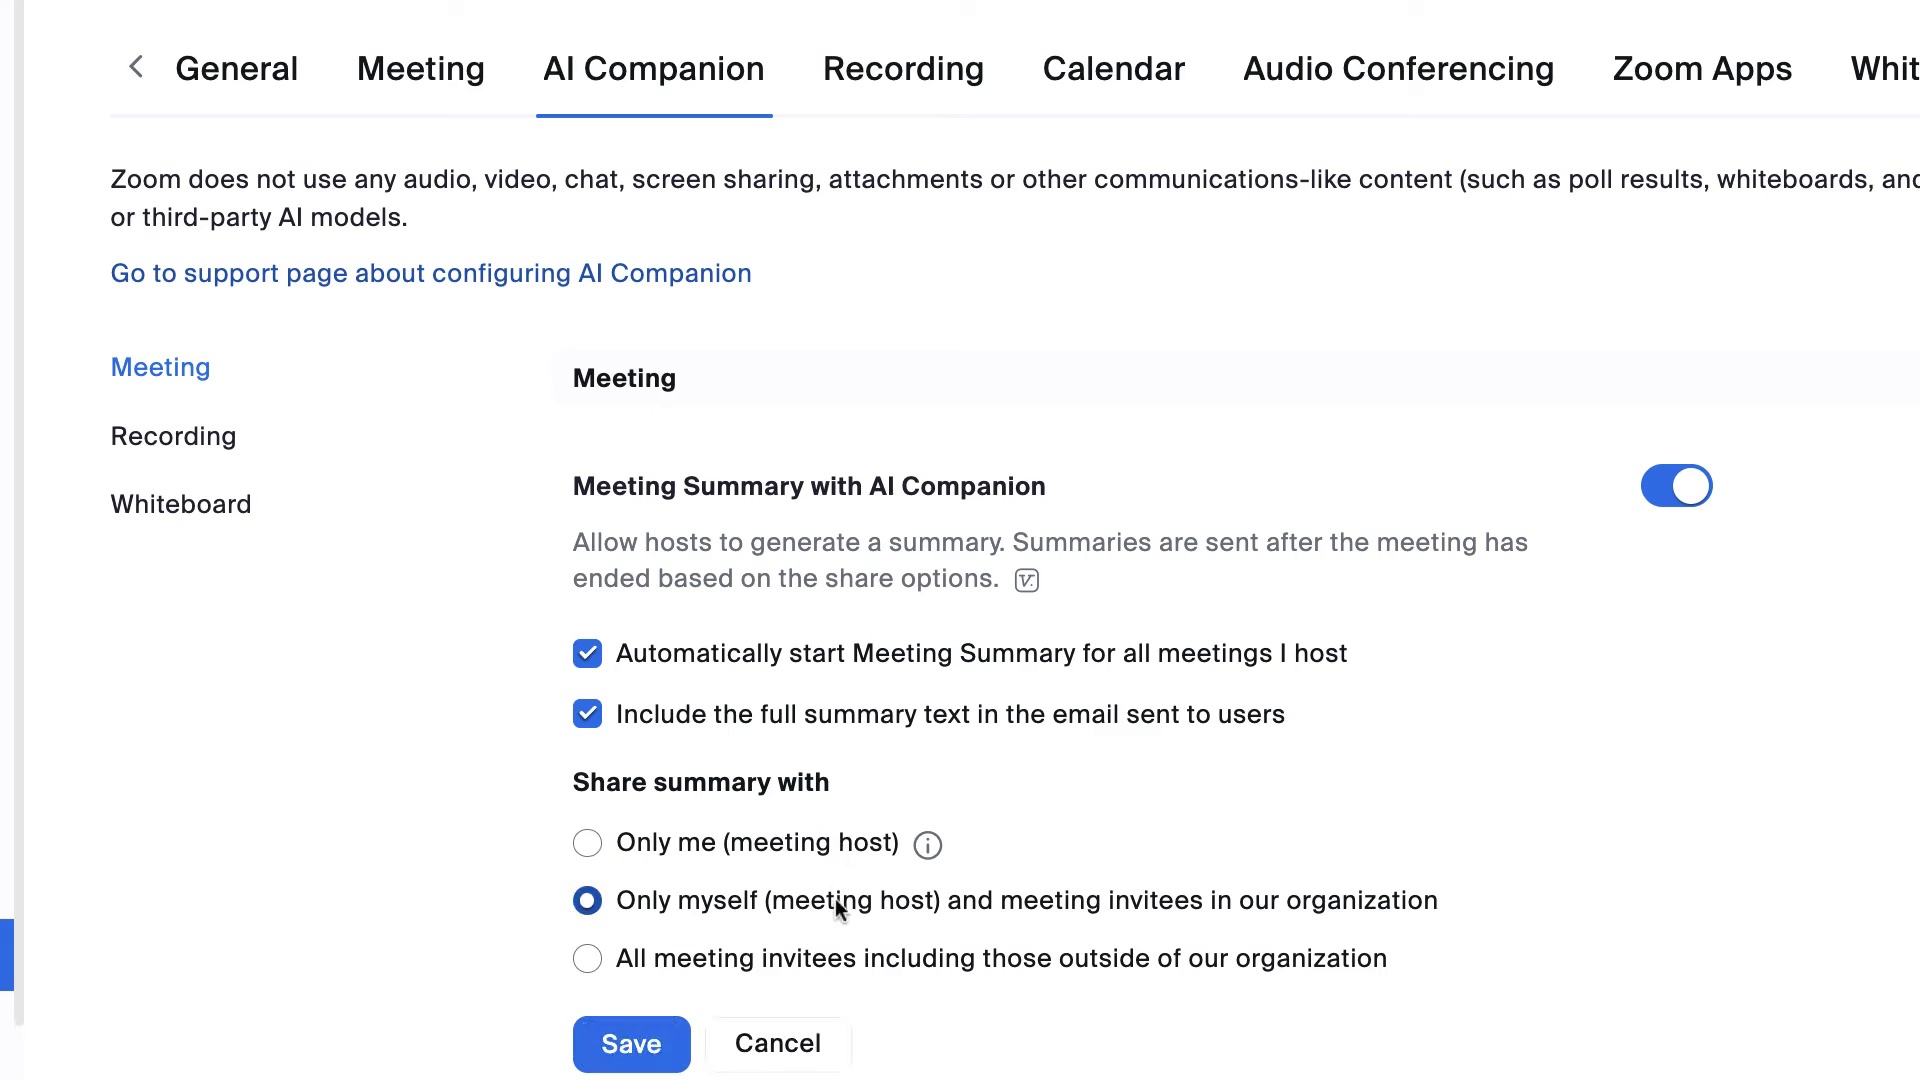 General Meeting AI Companion Recording Calendar Audio Conferencing Zoom Apps Whit
Zoom does not use any audio, video, chat, screen sharing, attachments or other communications-like content (such as poll results, whiteboards, and
or third-party AI models.
Go to support page about configuring AI Companion
Meeting
Recording
Whiteboard
Meeting
Meeting Summary with AI Companion
Allow hosts to generate a summary. Summaries are sent after the meeting has
ended based on the share options.
Automatically start Meeting Summary for all meetings I host
Include the full summary text in the email sent to users
Share summary with
Only me (meeting host)
Only myself (meeting host) and meeting invitees in our organization
All meeting invitees including those outside of our organization
Save Cancel